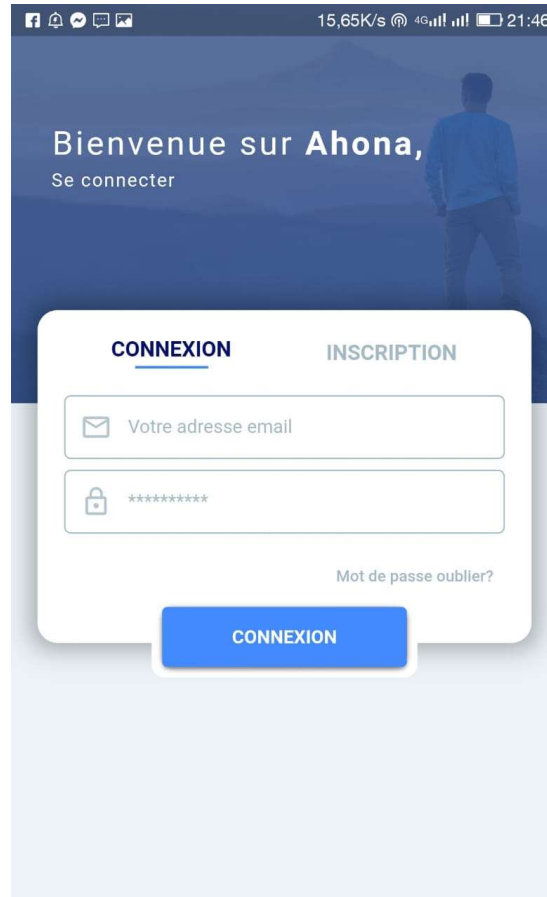 15,65K/s 4G 21:46
Bienvenue sur Ahona,
Se connecter
CONNEXION INSCRIPTION
Votre adresse email
**********
Mot de passe oublier?
CONNEXION